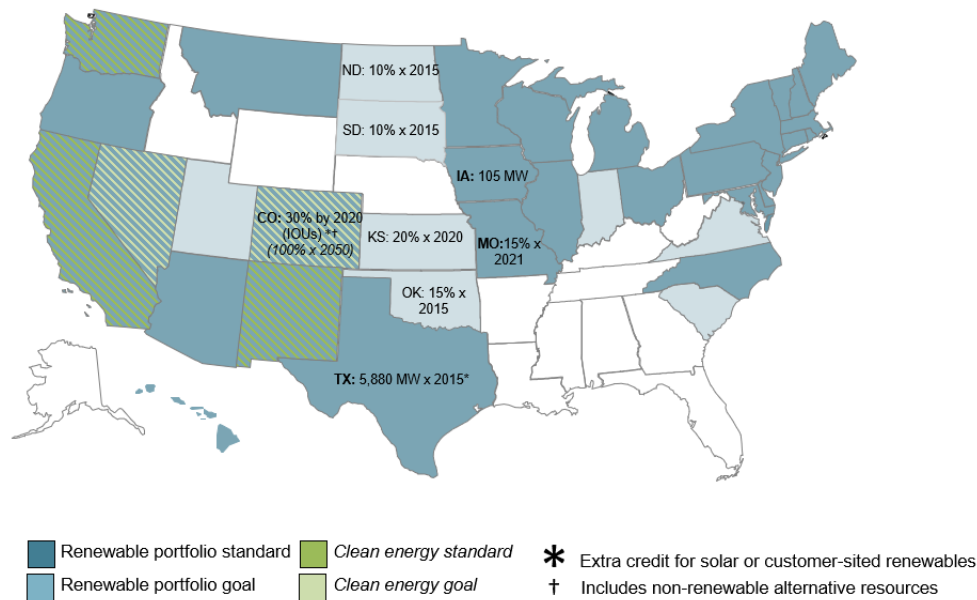 ND: 10% x 2015
SD: 10% x 2015
IA: 105 MW
CO: 30% by 2020
(IOUs) *†
(100% x 2050)
KS: 20% x 2020
MO:15% x
2021
OK: 15% x
2015
TX: 5,880 MW x 2015*
Renewable portfolio standard
Clean energy standard
* Extra credit for solar or customer-sited renewables
Renewable portfolio goal
Clean energy goal
† Includes non-renewable alternative resources